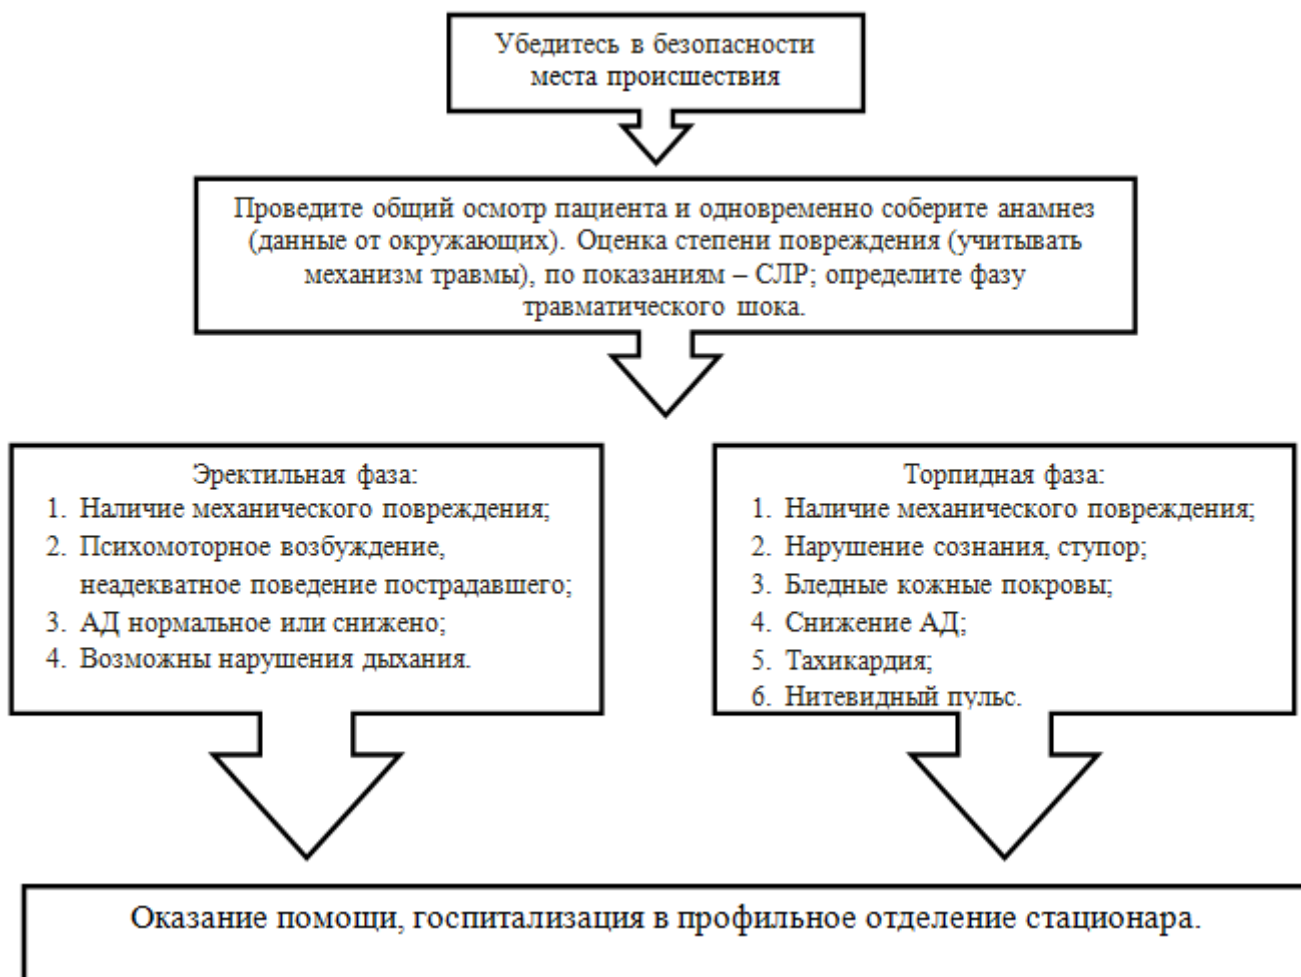 Убедитесь в безопасности
места происшествия
Проведите общий осмотр пациента и одновременно соберите анамнез
(данные от окружающих). Оценка степени повреждения (учитывать
механизм травмы), по показаниям – СЛР; определите фазу
травматического шока.
Эректильная фаза:
1. Наличие механического повреждения;
2. Психомоторное возбуждение,
неадекватное поведение пострадавшего;
3. АД нормальное или снижено;
4. Возможны нарушения дыхания.
Торпидная фаза:
1. Наличие механического повреждения;
2. Нарушение сознания, ступор;
3. Бледные кожные покровы;
4. Снижение АД;
5. Тахикардия;
6. Нитевидный пульс.
Оказание помощи, госпитализация в профильное отделение стационара.